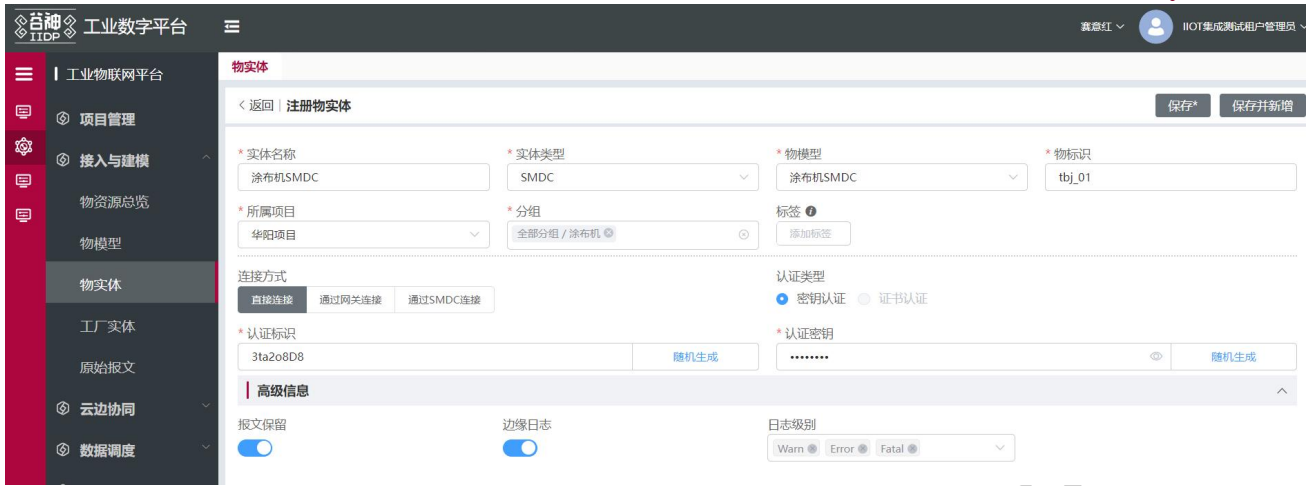 谷神 IIDP 工业数字平台 赛意红 IIOT集成测试租户管理员
工业物联网平台
项目管理
接入与建模
物资源总览
物模型
物实体
工厂实体
原始报文
云边协同
数据调度
物实体
返回 | 注册物实体 保存* 保存并新增
* 实体名称 * 实体类型 * 物模型 * 物标识
涂布机SMDC SMDC 涂布机SMDC tbj_01
* 所属项目 * 分组 标签
华阳项目 全部分组 / 涂布机 添加标签
连接方式 认证类型
直接连接 通过网关连接 通过SMDC连接 密钥认证 证书认证
* 认证标识 * 认证密钥
3ta2o8D8 随机生成 •••••••• 随机生成
高级信息
报文保留 边缘日志 日志级别
Warn Error Fatal